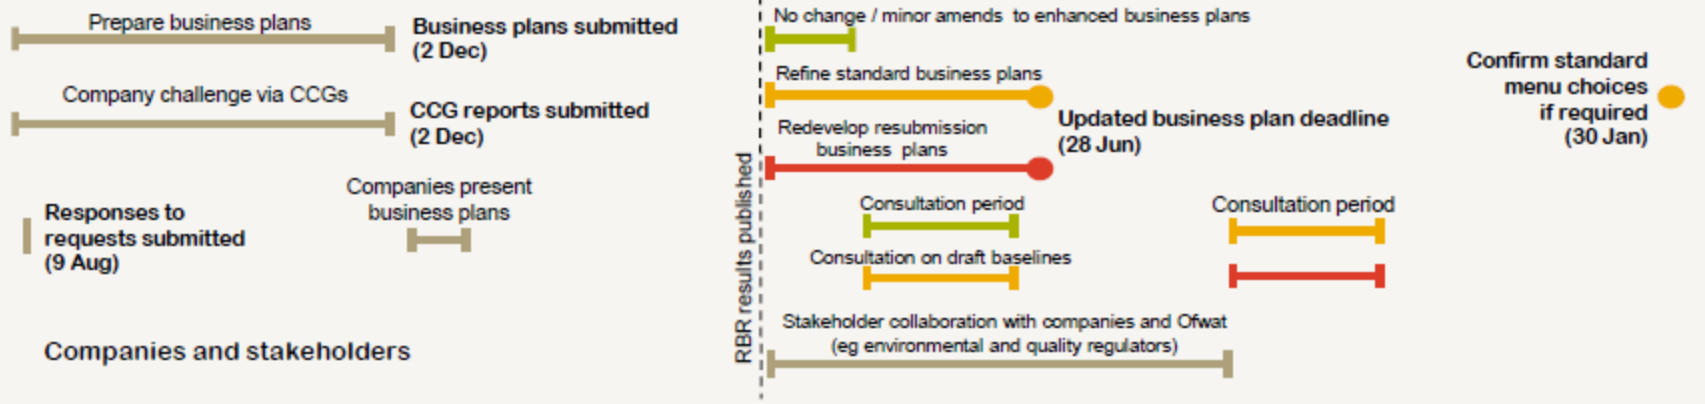 Prepare business plans
Business plans submitted
(2 Dec)
Company challenge via CCGs
CCG reports submitted
(2 Dec)
Companies present
business plans
Responses to
requests submitted
(9 Aug)
Companies and stakeholders
RBR results published
No change / minor amends to enhanced business plans
Refine standard business plans
Redevelop resubmission
business plans
Updated business plan deadline
(28 Jun)
Confirm standard
menu choices
if required
(30 Jan)
Consultation period
Consultation period
Consultation on draft baselines
Stakeholder collaboration with companies and Ofwat
(eg environmental and quality regulators)